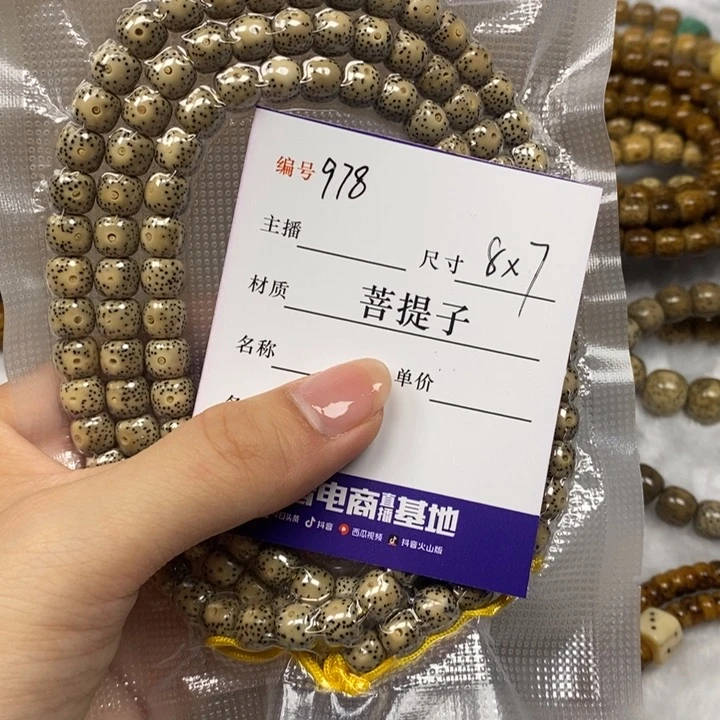 编号 978
主播
尺寸 8x7
材质 菩提子
名称
单价
电商直播基地
抖音 西瓜视频 抖音火山版